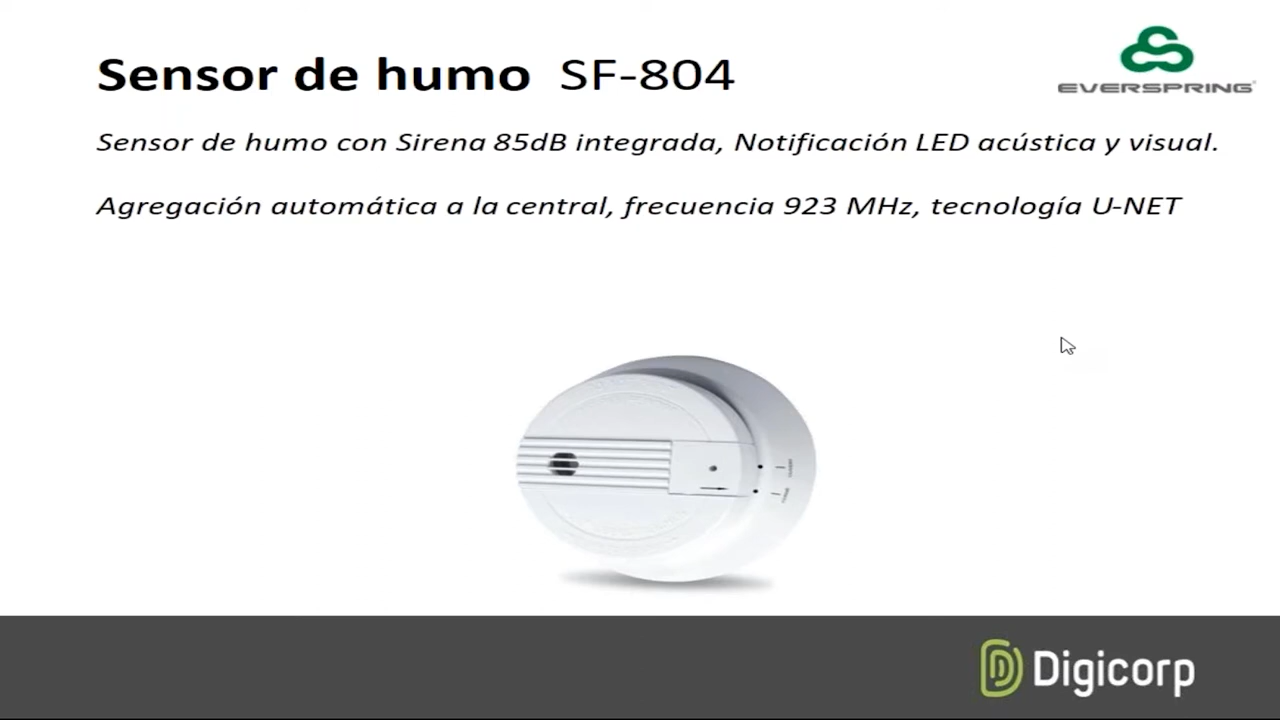 EVERSPRING
Sensor de humo SF-804
Sensor de humo con Sirena 85dB integrada, Notificación LED acústica y visual.
Agregación automática a la central, frecuencia 923 MHz, tecnología U-NET
Digicorp